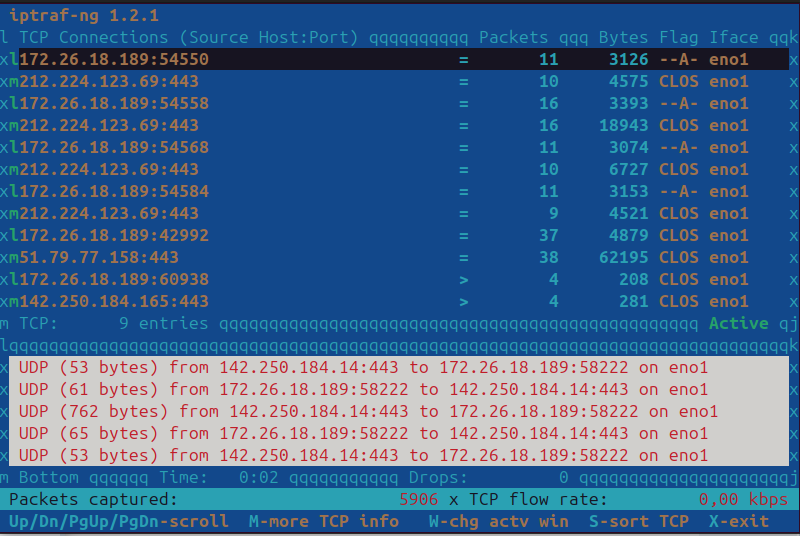 iptraf-ng 1.2.1
l TCP Connections (Source Host:Port) qqqqqqqqqq Packets qqq Bytes Flag Iface qqk
xl172.26.18.189:54550 = 11 3126 --A- eno1 x
xm212.224.123.69:443 = 10 4575 CLOS eno1 x
xl172.26.18.189:54558 = 16 3393 --A- eno1 x
xm212.224.123.69:443 = 16 18943 CLOS eno1 x
xl172.26.18.189:54568 = 11 3074 --A- eno1 x
xm212.224.123.69:443 = 10 6727 CLOS eno1 x
xl172.26.18.189:54584 = 11 3153 --A- eno1 x
xm212.224.123.69:443 = 9 4521 CLOS eno1 x
xl172.26.18.189:42992 = 37 4879 CLOS eno1 x
xm51.79.77.158:443 = 38 62195 CLOS eno1 x
xl172.26.18.189:60938 > 4 208 CLOS eno1 x
xm142.250.184.165:443 > 4 281 CLOS eno1 x
m TCP: 9 entries qqqqqqqqqqqqqqqqqqqqqqqqqqqqqqqqqqqqqqqqqqqqqqqq Active qj
lqqqqqqqqqqqqqqqqqqqqqqqqqqqqqqqqqqqqqqqqqqqqqqqqqqqqqqqqqqqqqqqqqqqqqqqqqqqqqqk
x UDP (53 bytes) from 142.250.184.14:443 to 172.26.18.189:58222 on eno1 x
x UDP (61 bytes) from 172.26.18.189:58222 to 142.250.184.14:443 on eno1 x
x UDP (762 bytes) from 142.250.184.14:443 to 172.26.18.189:58222 on eno1 x
x UDP (65 bytes) from 172.26.18.189:58222 to 142.250.184.14:443 on eno1 x
x UDP (53 bytes) from 142.250.184.14:443 to 172.26.18.189:58222 on eno1 x
m Bottom qqqqqq Time: 0:02 qqqqqqqqqqq Drops: 0 qqqqqqqqqqqqqqqqqqqqqj
Packets captured: 5906 x TCP flow rate: 0,00 kbps
Up/Dn/PgUp/PgDn-scroll M-more TCP info W-chg actv win S-sort TCP X-exit